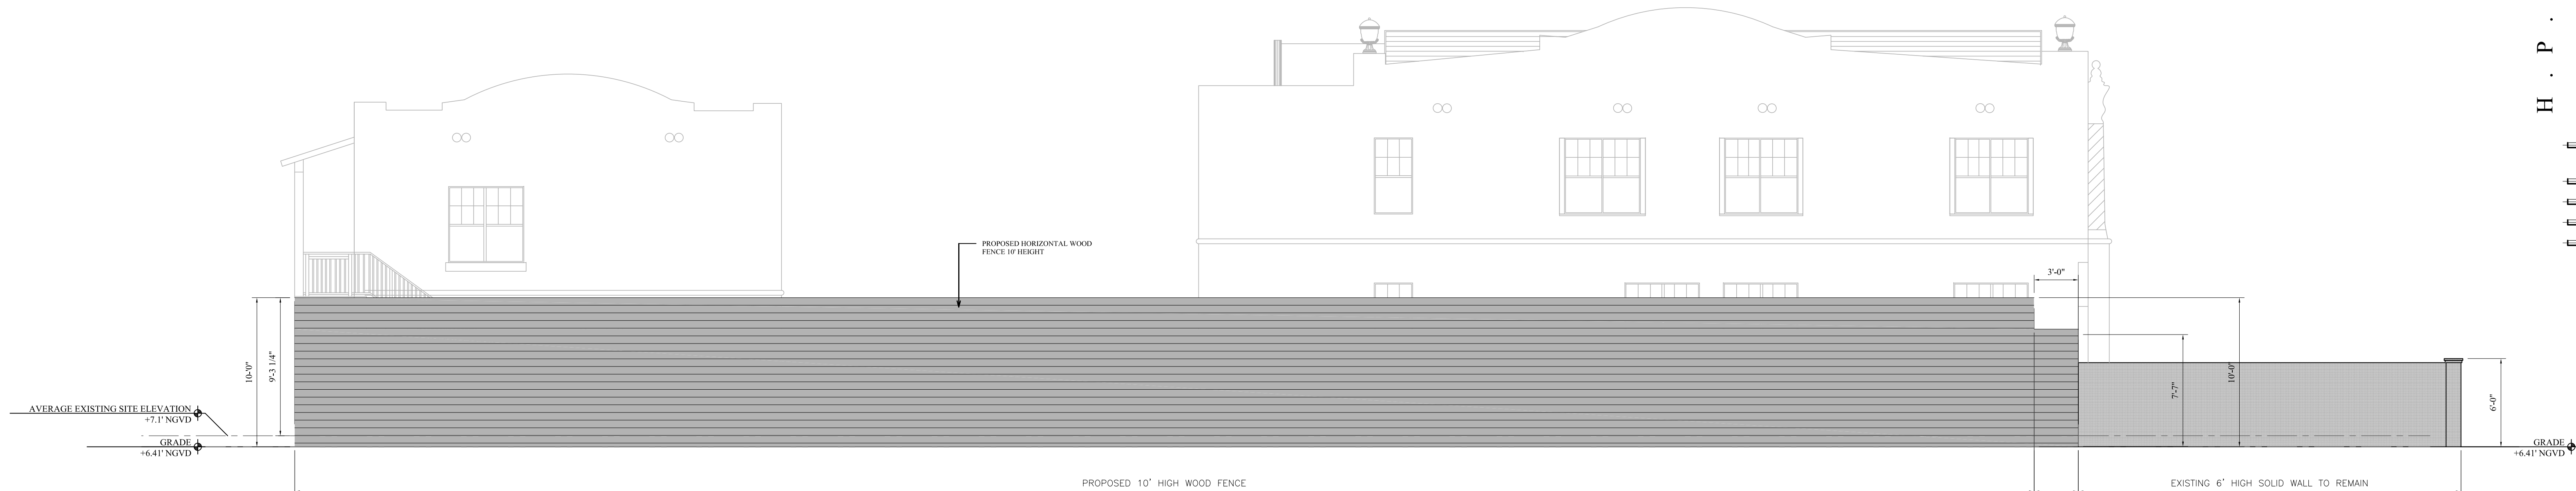 H . P .
PROPOSED HORIZONTAL WOOD
FENCE 10' HEIGHT
3'-0"
10-'0"
9'-3 1/4"
7'-7"
10'-0"
6'-0"
AVERAGE EXISTING SITE ELEVATION
+7.1' NGVD
GRADE
+6.41' NGVD
GRADE
+6.41' NGVD
PROPOSED 10' HIGH WOOD FENCE
EXISTING 6' HIGH SOLID WALL TO REMAIN